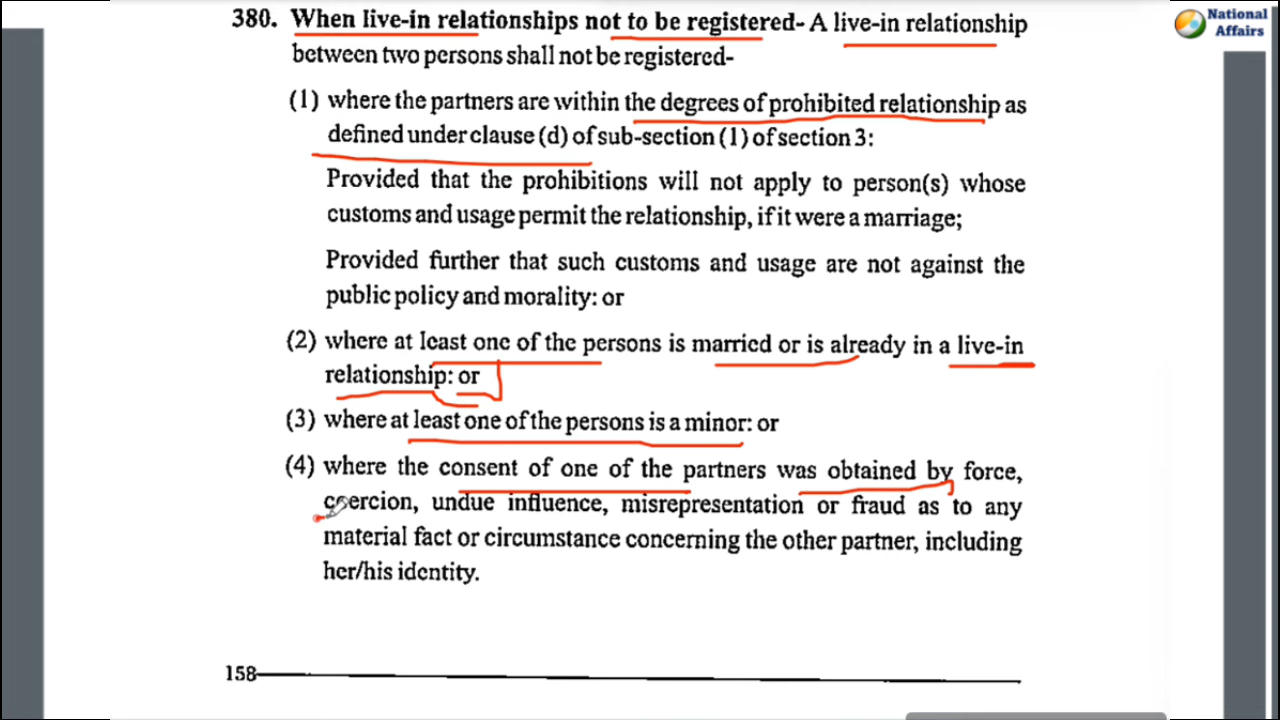 380. When live-in relationships not to be registered- A live-in relationship
between two persons shall not be registered-
(1) where the partners are within the degrees of prohibited relationship as
defined under clause (d) of sub-section (1) of section 3:
Provided that the prohibitions will not apply to person(s) whose
customs and usage permit the relationship, if it were a marriage;
Provided further that such customs and usage are not against the
public policy and morality: or
(2) where at least one of the persons is married or is already in a live-in
relationship: or
(3) where at least one of the persons is a minor: or
(4) where the consent of one of the partners was obtained by force,
coercion, undue influence, misrepresentation or fraud as to any
material fact or circumstance concerning the other partner, including
her/his identity.
158
National
Affairs